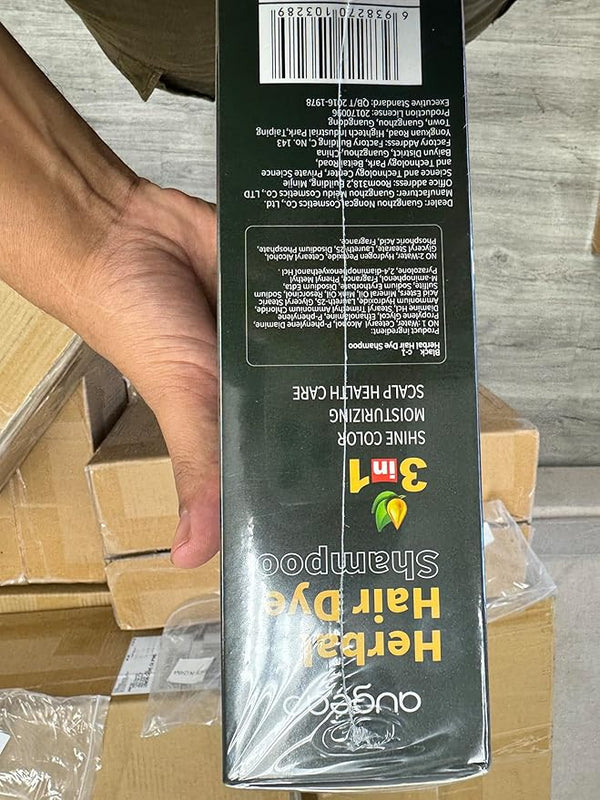 augeas
Herbal
Hair Dye
Shampoo
3in1
SHINE COLOR
MOISTURIZING
SCALP HEALTH CARE
Black c-1
Herbal Hair Dye Shampoo
Product ingredient:
NO 1 Water, Cetearyl Alcohol, P-phenylene Diamine,
Propylene Glycol, Ethanolamine, P-phenylene
Diamine HCl, Stearyl Trimethyl Ammonium Chloride,
Ammonium Hydroxide, Laureth-25, Glyceryl Stearic
Acid Esters, Mineral Oil, Mink Oil, Resorcinol, Sodium
Sulfite, Sodium Erythorbate, Disodium Edta,
M-aminophenol, Fragrance, Phenyl Methyl
Pyrazolone, 2,4-diaminophenoxyethanol Hcl.
NO 2 Water, Hydrogen Peroxide, Cetearyl Alcohol,
Glyceryl Stearate, Laureth-25, Disodium Phosphate,
Phosphoric Acid, Fragrance.
Dealer: Guangzhou Nongcai Cosmetics Co., Ltd.
Manufacturer: Guangzhou Meidu Cosmetics Co., LTD
Office address: Room318,2 Building, Minjie
Science and Technology Center, Private Science
and Technology Park, Beitai Road,
Baiyun District, Guangzhou ,China
Factory Address: Factory Building C, No. 143
Yongkang Road, Hightech Industrial Park,Taiping
Town, Guangzhou, Guangdong
Production License: 20170096
Executive Standard: QB/T 2016-1978
6 938270 103289